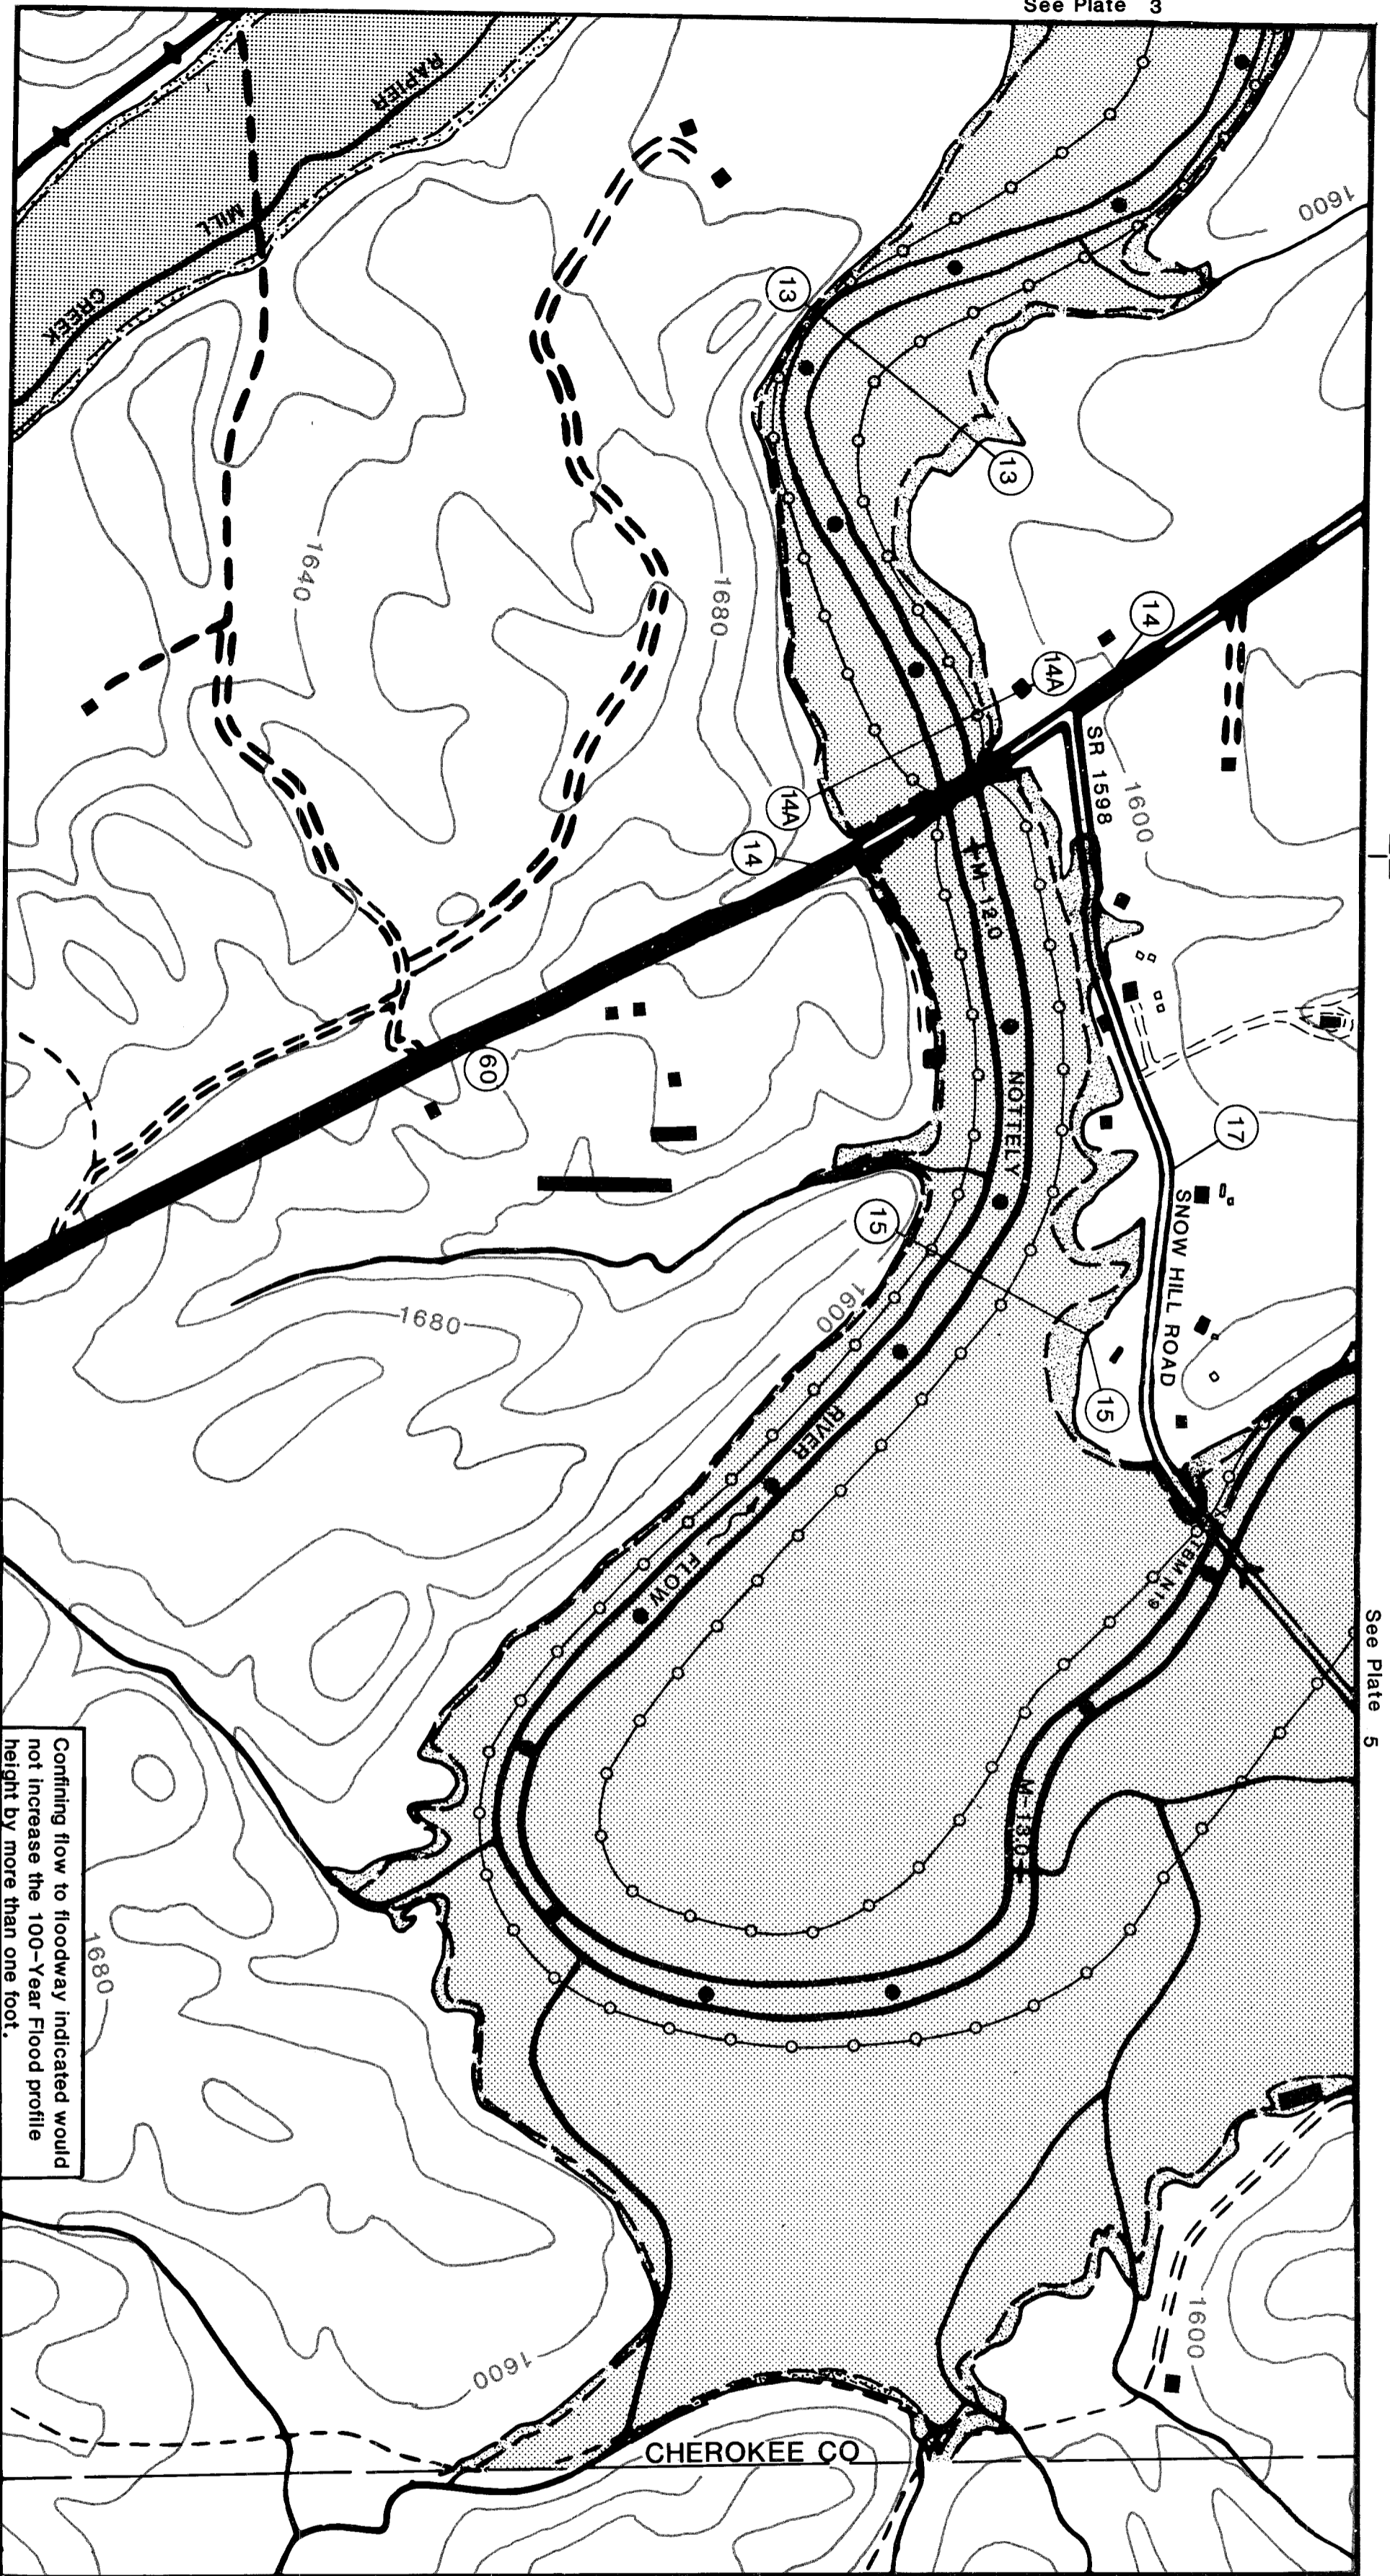 See Plate 3
RAPIER
MILL
CREEK
1600
13
13
1640
1680
14
14A
14A
14
SR 1598
1600
M-12.0
NOTTELY
60
17
SNOW HILL ROAD
15
15
1600
1680
RIVER
FLOW
TBM N19
See Plate 5
M-13.0
Confining flow to floodway indicated would
not increase the 100-Year Flood profile
height by more than one foot.
1680
1600
1600
CHEROKEE CO